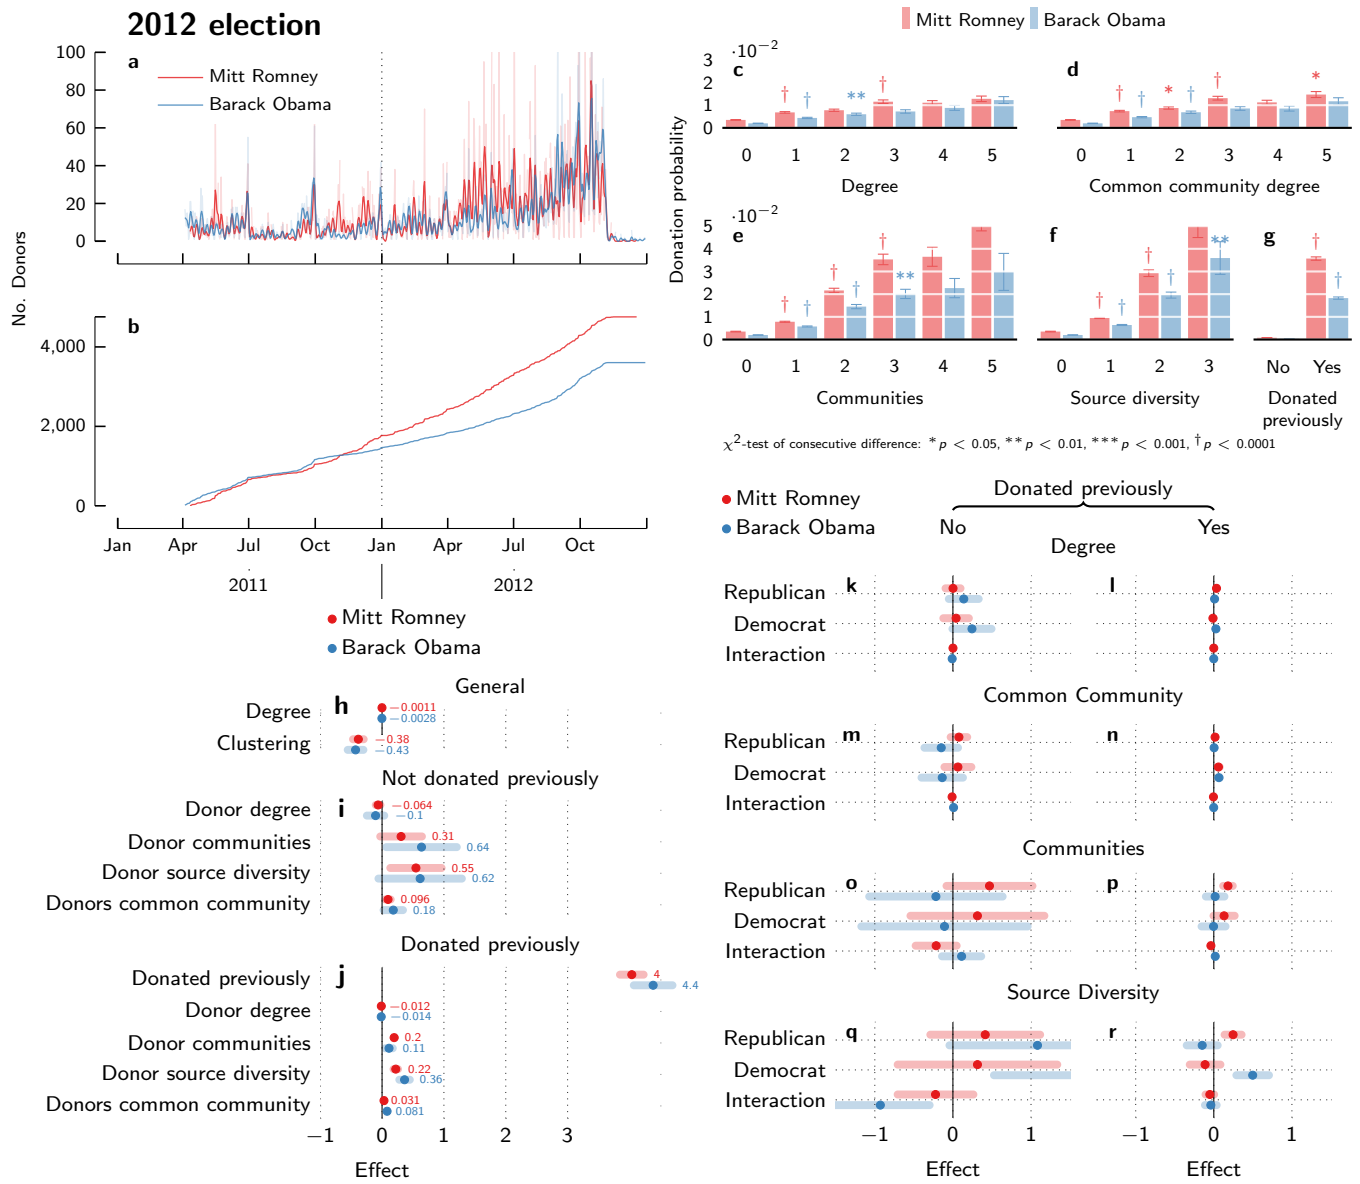 2012 election
a
Mitt Romney
Barack Obama
100
80
60
40
20
0
No. Donors
b
4,000
2,000
0
Jan
Apr
Jul
Oct
Jan
Apr
Jul
Oct
2011
2012
Mitt Romney
Barack Obama
Donation probability
·10−2
c
3
2
1
0
0 1 2 3 4 5
† † ** †
Degree
d
† † * † † *
0 1 2 3 4 5
Common community degree
·10−2
e
5
4
3
2
1
0
† † † † † **
0 1 2 3 4 5
Communities
f
† † † † **
0 1 2 3
Source diversity
g
† †
No Yes
Donated
previously
χ2-test of consecutive difference: *p < 0.05, **p < 0.01, ***p < 0.001, †p < 0.0001
Mitt Romney
Barack Obama
General
h
Degree
−0.0011
−0.0028
Clustering
−0.38
−0.43
Not donated previously
i
Donor degree
−0.064
−0.1
Donor communities
0.31
0.64
Donor source diversity
0.55
0.62
Donors common community
0.096
0.18
Donated previously
j
Donated previously
4
4.4
Donor degree
−0.012
−0.014
Donor communities
0.2
0.11
Donor source diversity
0.22
0.36
Donors common community
0.031
0.081
−1 0 1 2 3
Effect
Mitt Romney
Barack Obama
Donated previously
No
Yes
Degree
k
l
Republican
Democrat
Interaction
Common Community
m
n
Republican
Democrat
Interaction
Communities
o
p
Republican
Democrat
Interaction
Source Diversity
q
r
Republican
Democrat
Interaction
−1 0 1
−1 0 1
Effect
Effect